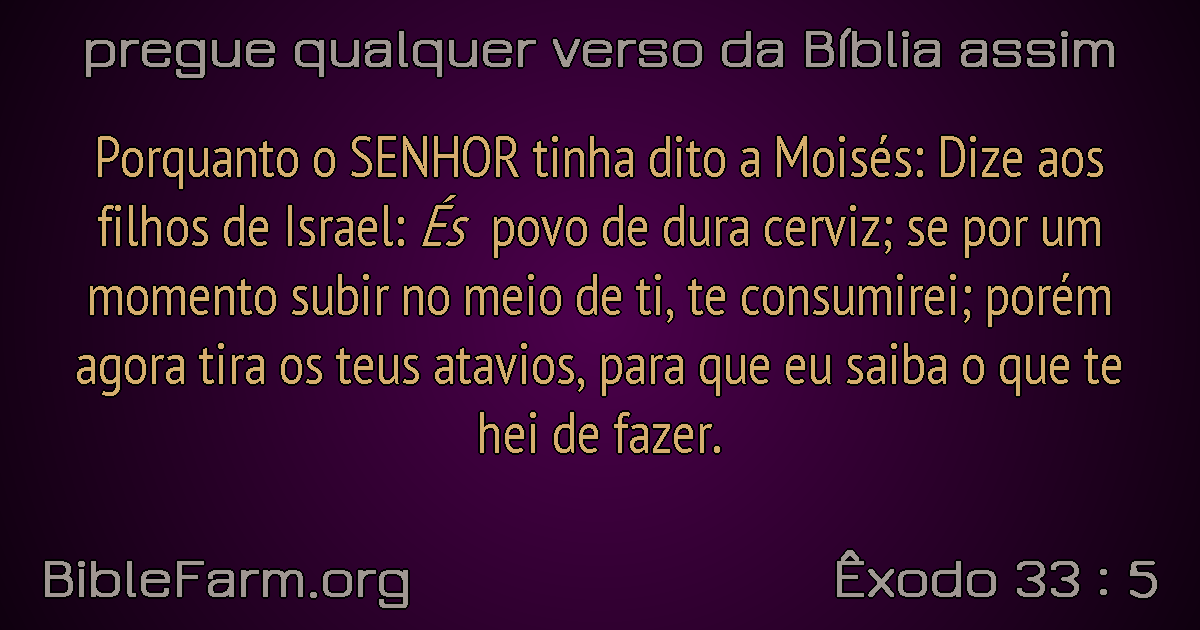 pregue qualquer verso da Bíblia assim
Porquanto o SENHOR tinha dito a Moisés: Dize aos
filhos de Israel: És povo de dura cerviz; se por um
momento subir no meio de ti, te consumirei; porém
agora tira os teus atavios, para que eu saiba o que te
hei de fazer.
BibleFarm.org
Êxodo 33 : 5